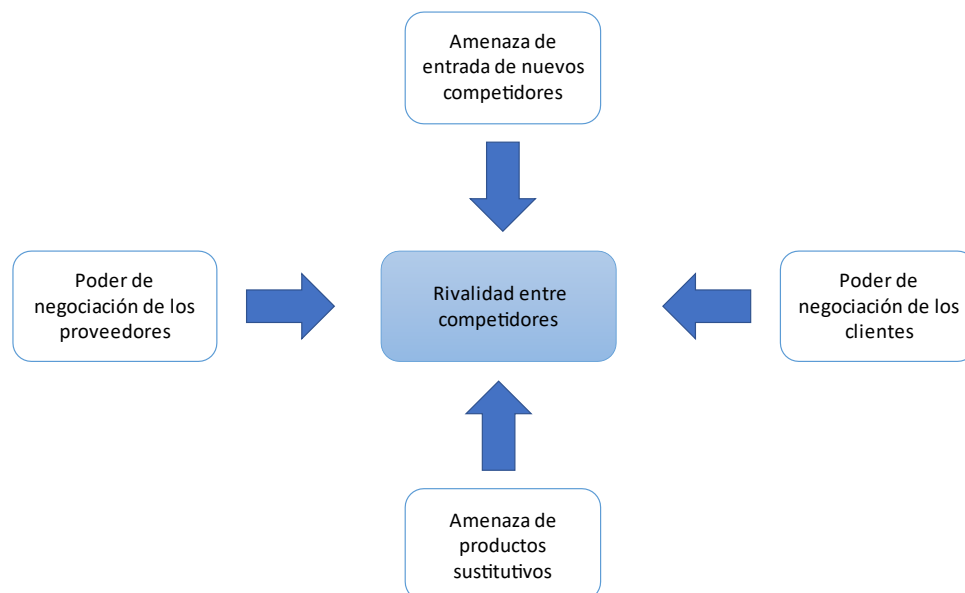 Amenaza de
entrada de nuevos
competidores
Poder de
negociación de los
proveedores
Rivalidad entre
competidores
Poder de
negociación de los
clientes
Amenaza de
productos
sustitutivos